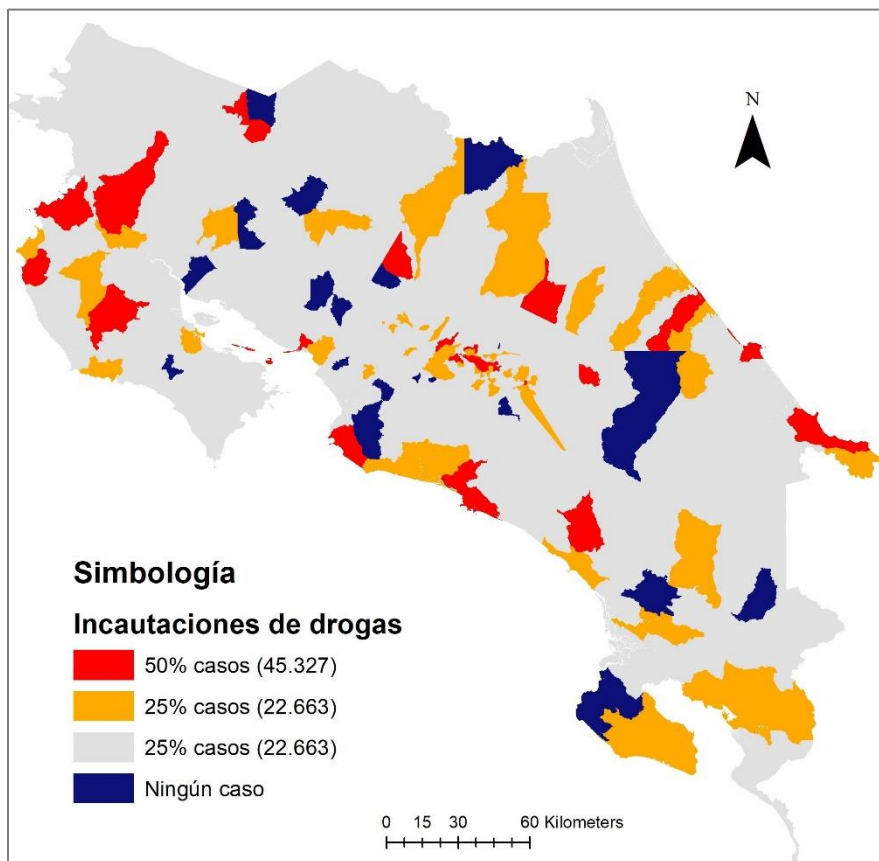 N
Simbología
Incautaciones de drogas
50% casos (45.327)
25% casos (22.663)
25% casos (22.663)
Ningún caso
0 15 30 60 Kilometers